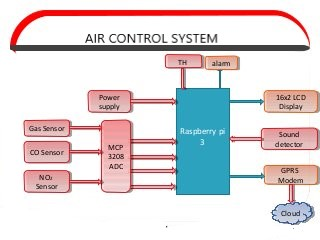 AIR CONTROL SYSTEM
TH
alarm
Power
supply
16x2 LCD
Display
Gas Sensor
CO Sensor
NO₂
Sensor
MCP
3208
ADC
Raspberry pi
3
Sound
detector
GPRS
Modem
Cloud